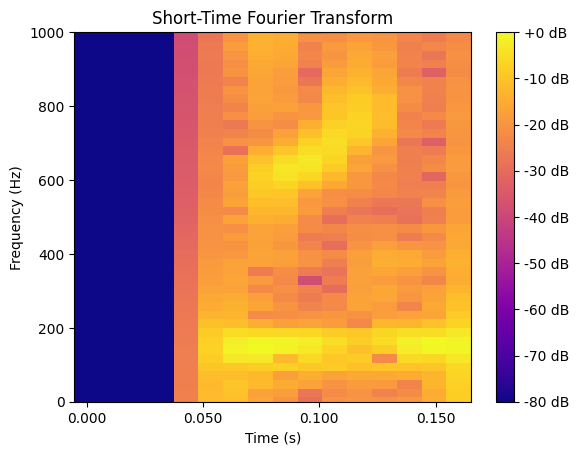 Short-Time Fourier Transform
1000
800
600
400
200
0
Frequency (Hz)
0.000
0.050
0.100
0.150
Time (s)
+0 dB
-10 dB
-20 dB
-30 dB
-40 dB
-50 dB
-60 dB
-70 dB
-80 dB